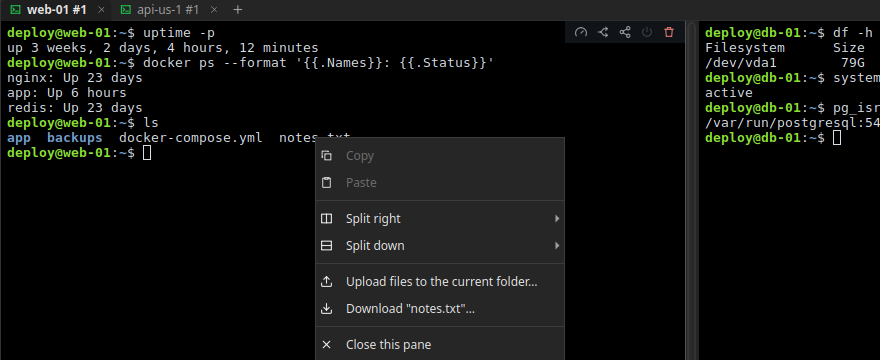 web-01 #1
api-us-1 #1
deploy@web-01:~$ uptime -p
up 3 weeks, 2 days, 4 hours, 12 minutes
deploy@web-01:~$ docker ps --format '{{.Names}}: {{.Status}}'
nginx: Up 23 days
app: Up 6 hours
redis: Up 23 days
deploy@web-01:~$ ls
app backups docker-compose.yml notes.txt
deploy@web-01:~$
Copy
Paste
Split right
Split down
Upload files to the current folder...
Download "notes.txt"...
Close this pane
deploy@db-01:~$ df -h
Filesystem Size
/dev/vda1 79G
deploy@db-01:~$ system
active
deploy@db-01:~$ pg_isr
/var/run/postgresql:54
deploy@db-01:~$